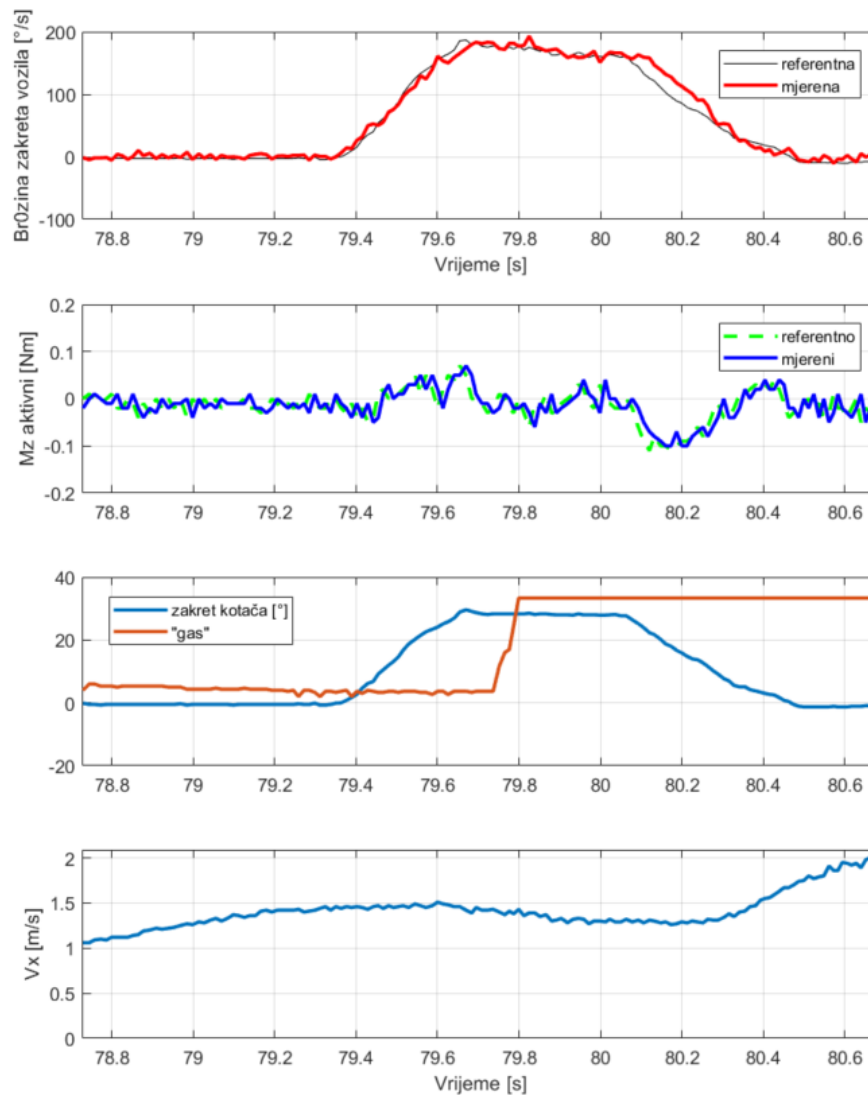 Br0zina zakreta vozila [°/s]
200
100
0
-100
referentna
mjerena
78.8 79 79.2 79.4 79.6 79.8 80 80.2 80.4 80.6
Vrijeme [s]
Mz aktivni [Nm]
0.2
0.1
0
-0.1
-0.2
referentno
mjereni
78.8 79 79.2 79.4 79.6 79.8 80 80.2 80.4 80.6
40
20
0
-20
zakret kotača [°]
"gas"
78.8 79 79.2 79.4 79.6 79.8 80 80.2 80.4 80.6
Vx [m/s]
2
1.5
1
0.5
0
78.8 79 79.2 79.4 79.6 79.8 80 80.2 80.4 80.6
Vrijeme [s]